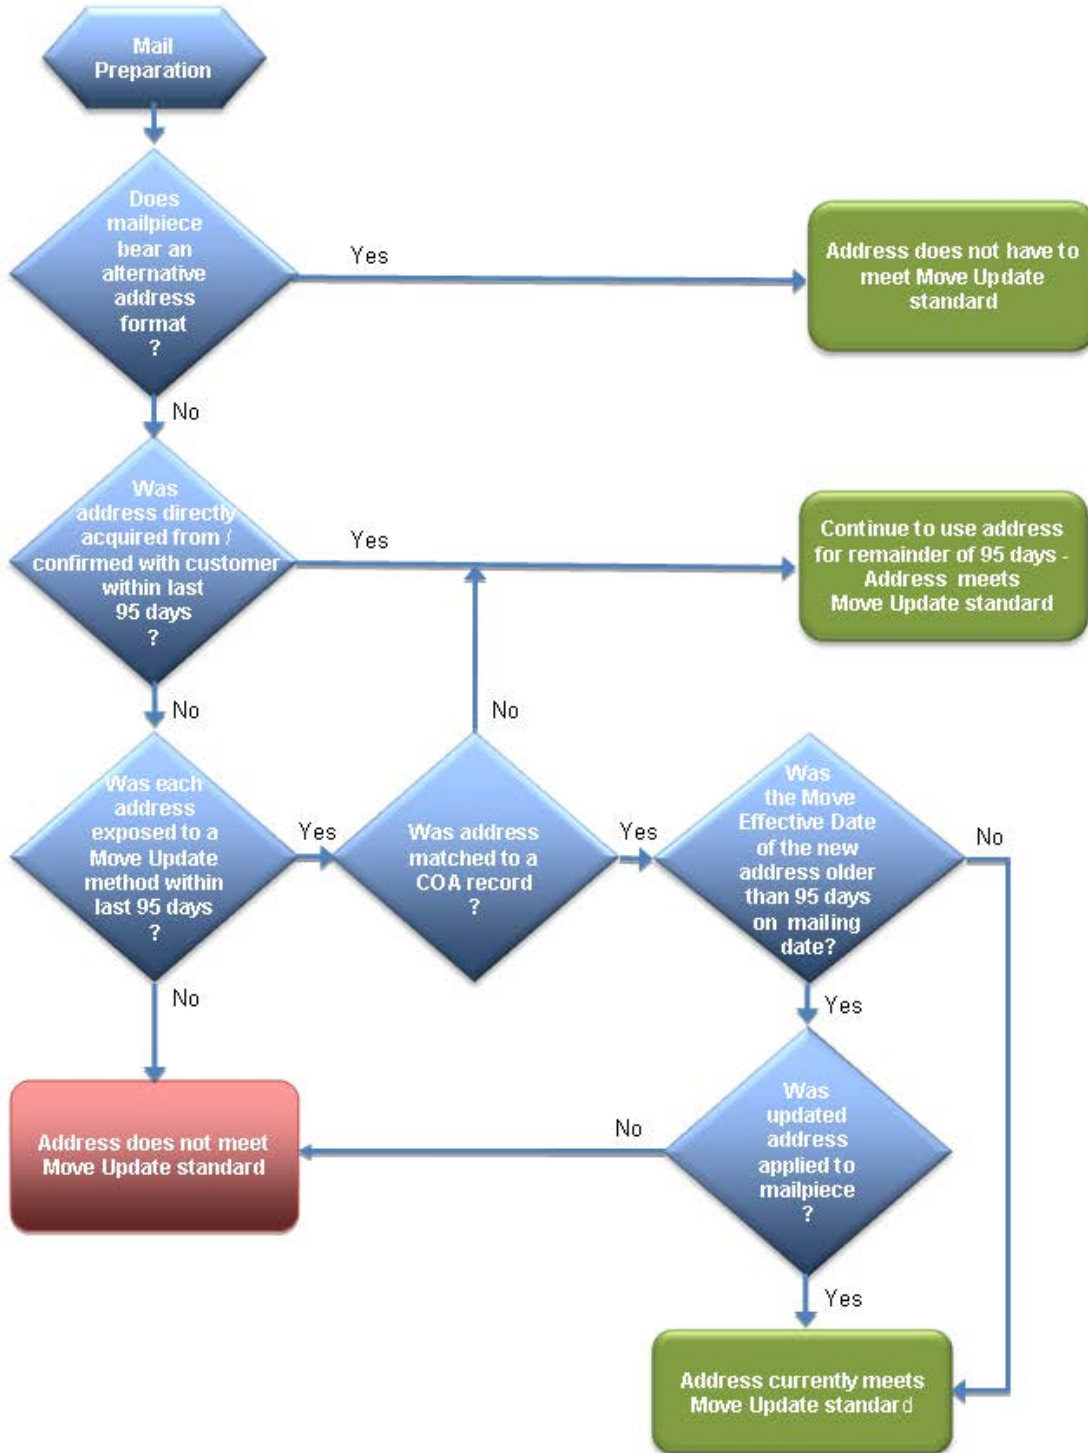 Mail
Preparation
Does
mailpiece
bear an
alternative
address
format
?
Yes
Address does not have to
meet Move Update
standard
No
Was
address directly
acquired from /
confirmed with customer
within last
95 days
?
Yes
Continue to use address
for remainder of 95 days -
Address meets
Move Update standard
No
No
Was each
address
exposed to a
Move Update
method within
last 95 days
?
Yes
Was address
matched to a
COA record
?
Yes
Was
the Move
Effective Date
of the new
address older
than 95 days
on mailing
date?
No
No
Yes
Address does not meet
Move Update standard
No
Was
updated
address
applied to
mailpiece
?
Yes
Address currently meets
Move Update standard